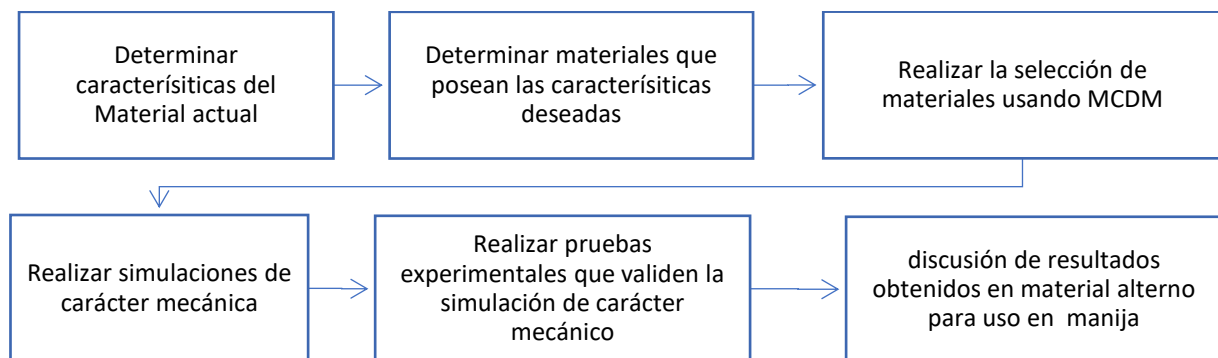 Determinar
caracterísiticas del
Material actual
Determinar materiales que
posean las caracterísiticas
deseadas
Realizar la selección de
materiales usando MCDM
Realizar simulaciones de
carácter mecánica
Realizar pruebas
experimentales que validen la
simulación de carácter
mecánico
discusión de resultados
obtenidos en material alterno
para uso en  manija